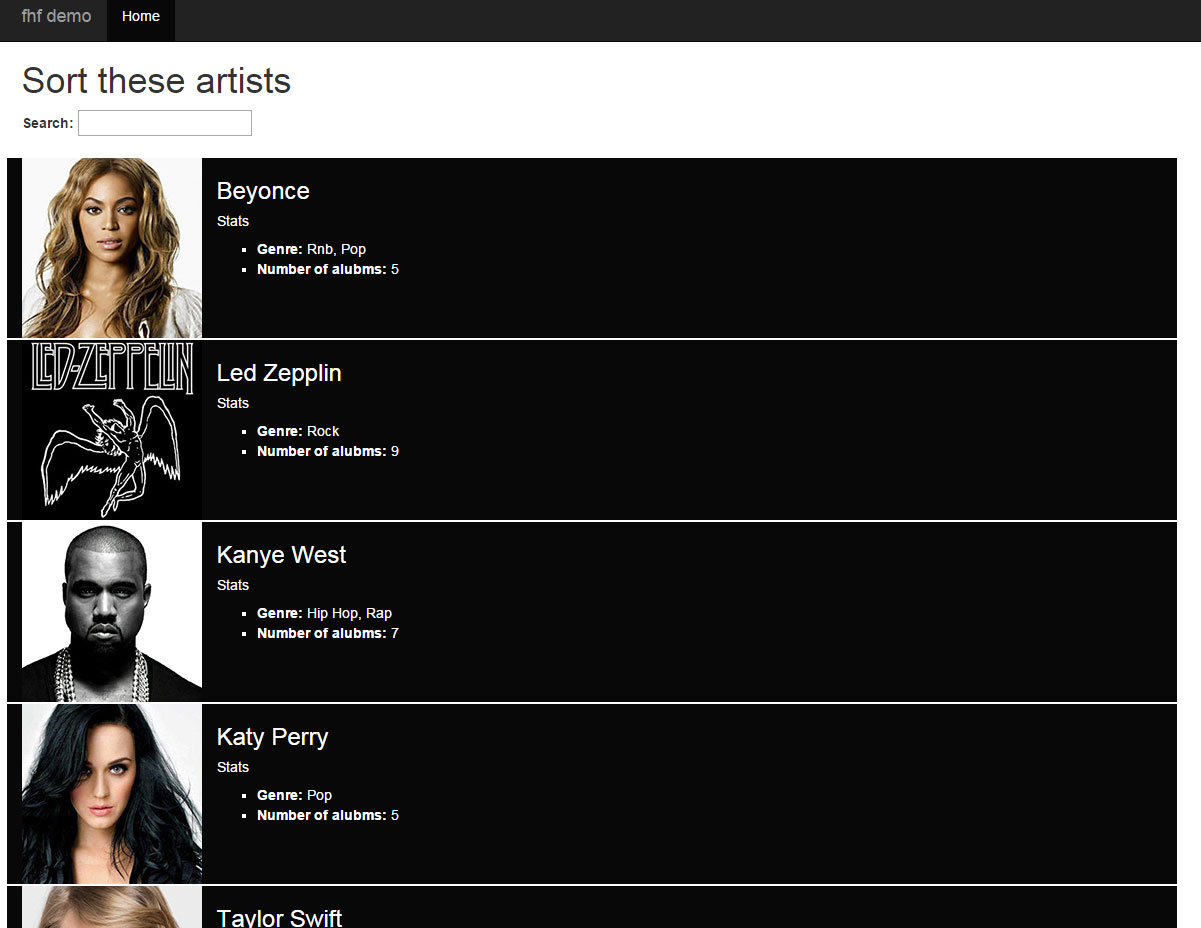 fhf demo Home
Sort these artists
Search:
Beyonce
Stats
Genre: Rnb, Pop
Number of alubms: 5
LED-ZEPPELIN
Led Zepplin
Stats
Genre: Rock
Number of alubms: 9
Kanye West
Stats
Genre: Hip Hop, Rap
Number of alubms: 7
Katy Perry
Stats
Genre: Pop
Number of alubms: 5
Taylor Swift